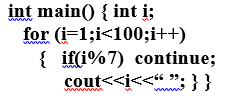 int main() { int i;
for (i=1;i<100;i++)
{ if(i%7) continue;
cout<<i<<“ ”; } }